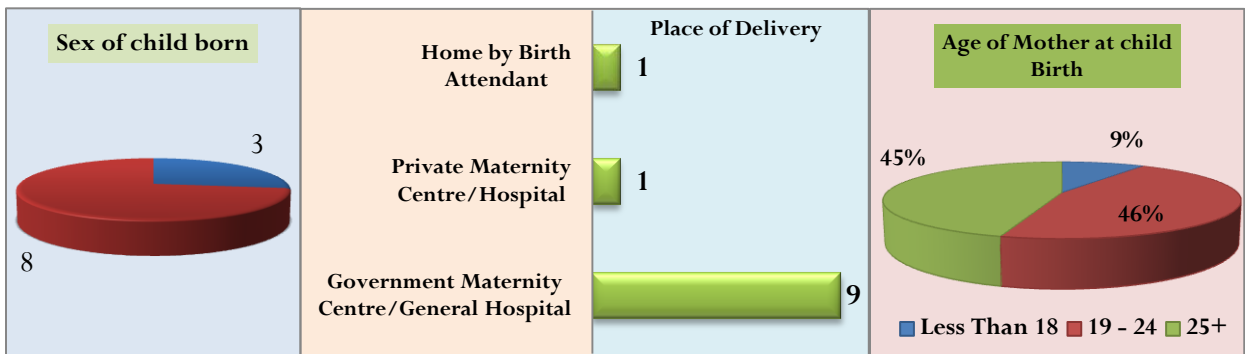 Sex of child born
3
8
Place of Delivery
Home by Birth
Attendant
1
Private Maternity
Centre/Hospital
1
Government Maternity
Centre/General Hospital
9
Age of Mother at child
Birth
9%
45%
46%
Less Than 18 19 - 24 25+